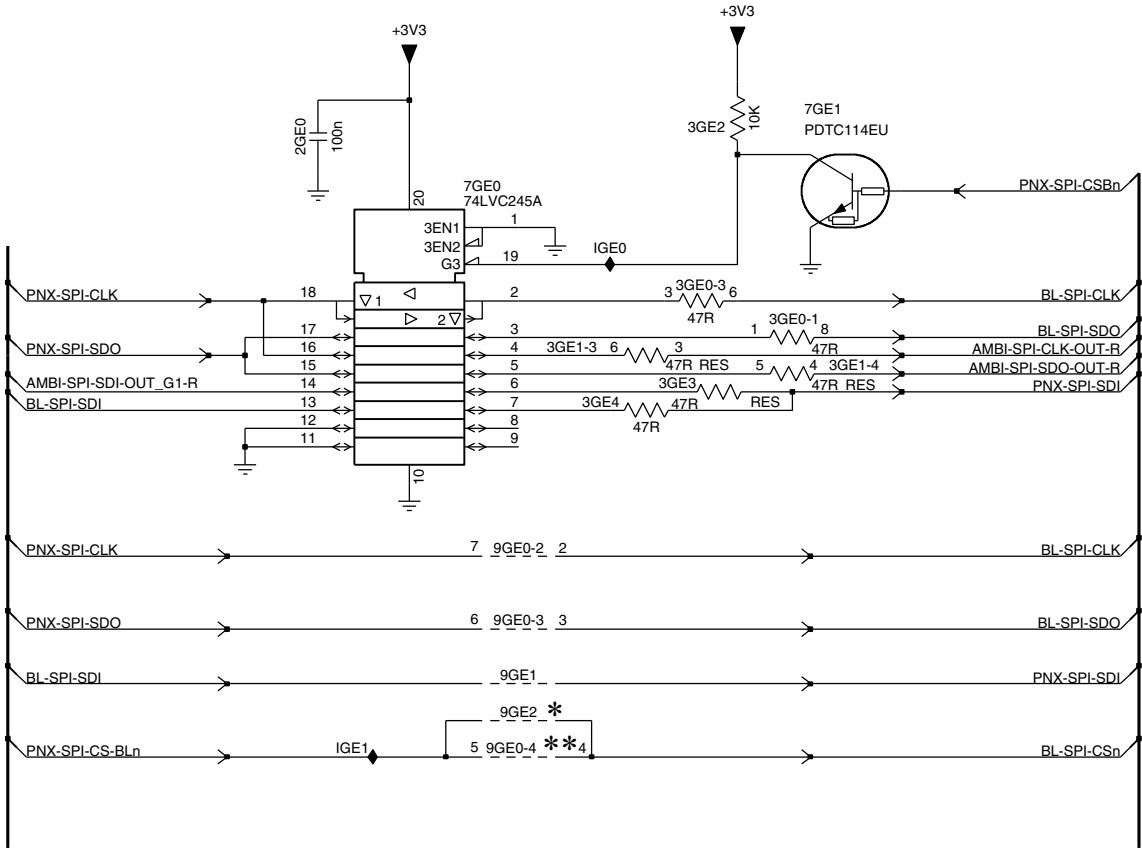 +3V3
+3V3
2GE0
100n
3GE2
10K
7GE1
PDTC114EU
PNX-SPI-CSBn
20
7GE0
74LVC245A
3EN1
1
3EN2
G3
19
IGE0
PNX-SPI-CLK
18
1
2
3
3GE0-3
6
47R
BL-SPI-CLK
2
17
3
1
3GE0-1
8
47R
BL-SPI-SDO
PNX-SPI-SDO
16
4
3GE1-3
6
3
47R RES
AMBI-SPI-CLK-OUT-R
15
5
5
4
3GE1-4
47R RES
AMBI-SPI-SDO-OUT-R
AMBI-SPI-SDI-OUT_G1-R
14
6
3GE3
47R
RES
PNX-SPI-SDI
BL-SPI-SDI
13
7
3GE4
47R
12
8
11
9
10
PNX-SPI-CLK
7 9GE0-2 2
BL-SPI-CLK
PNX-SPI-SDO
6 9GE0-3 3
BL-SPI-SDO
BL-SPI-SDI
9GE1
PNX-SPI-SDI
9GE2 *
PNX-SPI-CS-BLn
IGE1
5 9GE0-4 **4
BL-SPI-CSn